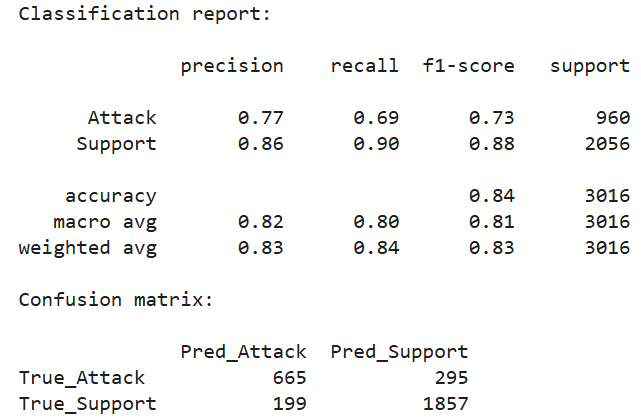 Classification report:
precision recall f1-score support
Attack 0.77 0.69 0.73 960
Support 0.86 0.90 0.88 2056
accuracy 0.84 3016
macro avg 0.82 0.80 0.81 3016
weighted avg 0.83 0.84 0.83 3016
Confusion matrix:
Pred_Attack Pred_Support
True_Attack 665 295
True_Support 199 1857